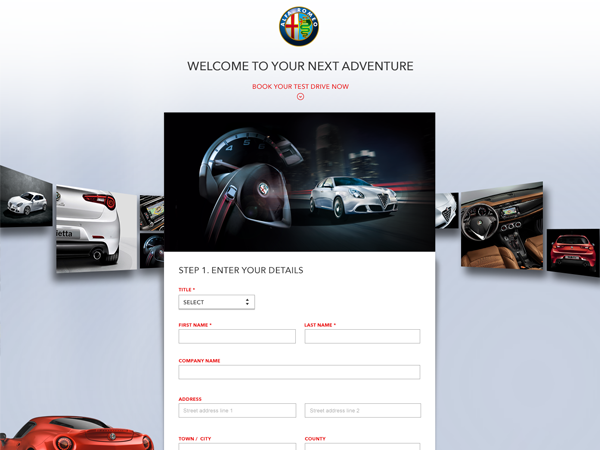 ALFA ROMEO
WELCOME TO YOUR NEXT ADVENTURE
BOOK YOUR TEST DRIVE NOW
ietta
STEP 1. ENTER YOUR DETAILS
TITLE *
SELECT
FIRST NAME *
LAST NAME *
COMPANY NAME
ADDRESS
Street address line 1
Street address line 2
TOWN / CITY
COUNTY